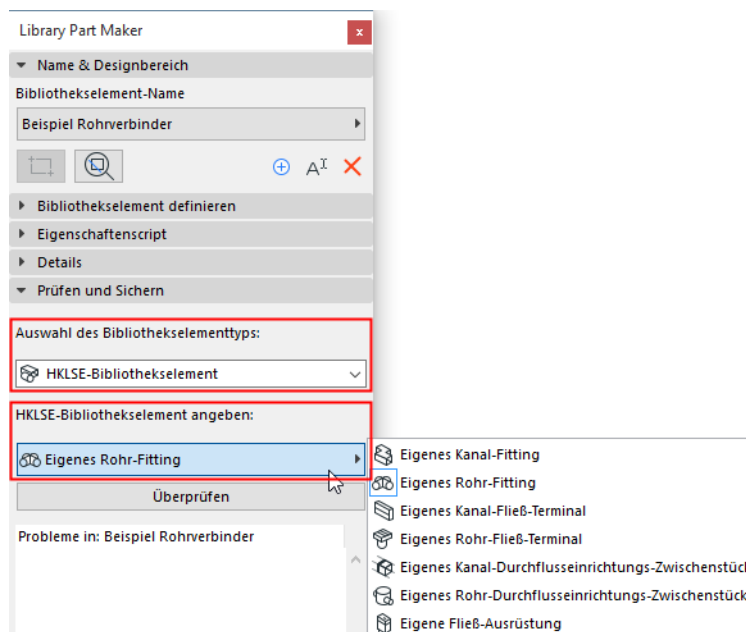 Library Part Maker
x
Name & Designbereich
Bibliothekselement-Name
Beispiel Rohrverbinder
Bibliothekselement definieren
Eigenschaftenscript
Details
Prüfen und Sichern
Auswahl des Bibliothekselementtyps:
HKLSE-Bibliothekselement
HKLSE-Bibliothekselement angeben:
Eigenes Rohr-Fitting
Überprüfen
Probleme in: Beispiel Rohrverbinder
Eigenes Kanal-Fitting
Eigenes Rohr-Fitting
Eigenes Kanal-Fließ-Terminal
Eigenes Rohr-Fließ-Terminal
Eigenes Kanal-Durchflusseinrichtungs-Zwischenstück
Eigenes Rohr-Durchflusseinrichtungs-Zwischenstück
Eigene Fließ-Ausrüstung